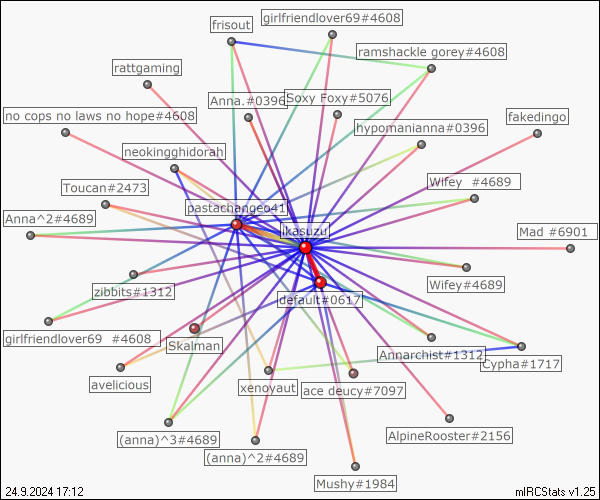 girlfriendlover69#4608
frisout
ramshackle gorey#4608
rattgaming
Anna.#0396
Soxy Foxy#5076
no cops no laws no hope#4608
fakedingo
hypomanianna#0396
neokingghidorah
Toucan#2473
Wifey  #4689
pastachangeo41
Anna^2#4689
jkasuzu
Mad #6901
zibbits#1312
Wifey#4689
default#0617
girlfriendlover69  #4608
Skalman
Annarchist#1312
Cypha#1717
avelicious
xenoyaut
ace deucy#7097
(anna)^3#4689
AlpineRooster#2156
(anna)^2#4689
Mushy#1984
24.9.2024 17:12
mIRCStats v1.25